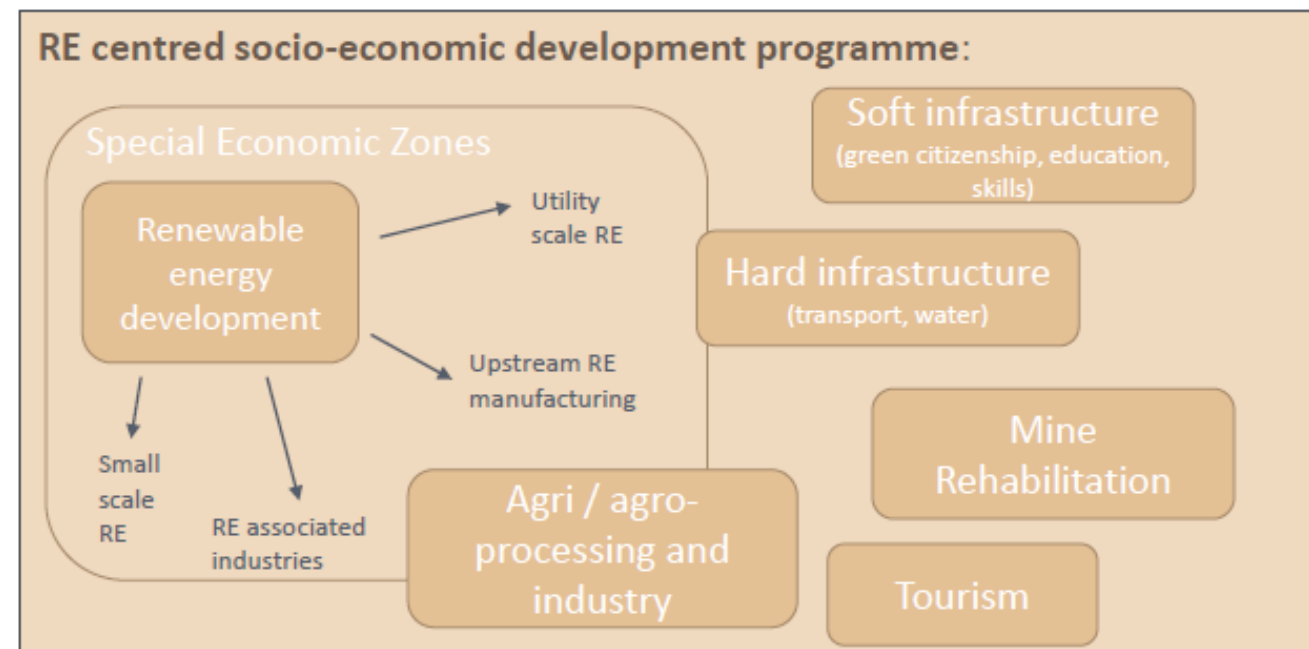 RE centred socio-economic development programme:
Special Economic Zones
Renewable
energy
development
Utility
scale RE
Upstream RE
manufacturing
Small
scale
RE
RE associated
industries
Soft infrastructure
(green citizenship, education,
skills)
Hard infrastructure
(transport, water)
Mine
Rehabilitation
Agri / agro-
processing and
industry
Tourism